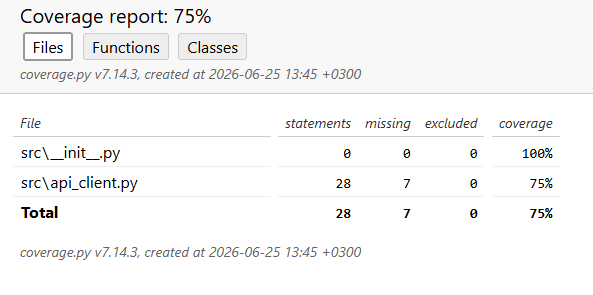 Coverage report: 75%
Files Functions Classes
coverage.py v7.14.3, created at 2026-06-25 13:45 +0300
File statements missing excluded coverage
src\__init__.py 0 0 0 100%
src\api_client.py 28 7 0 75%
Total 28 7 0 75%
coverage.py v7.14.3, created at 2026-06-25 13:45 +0300